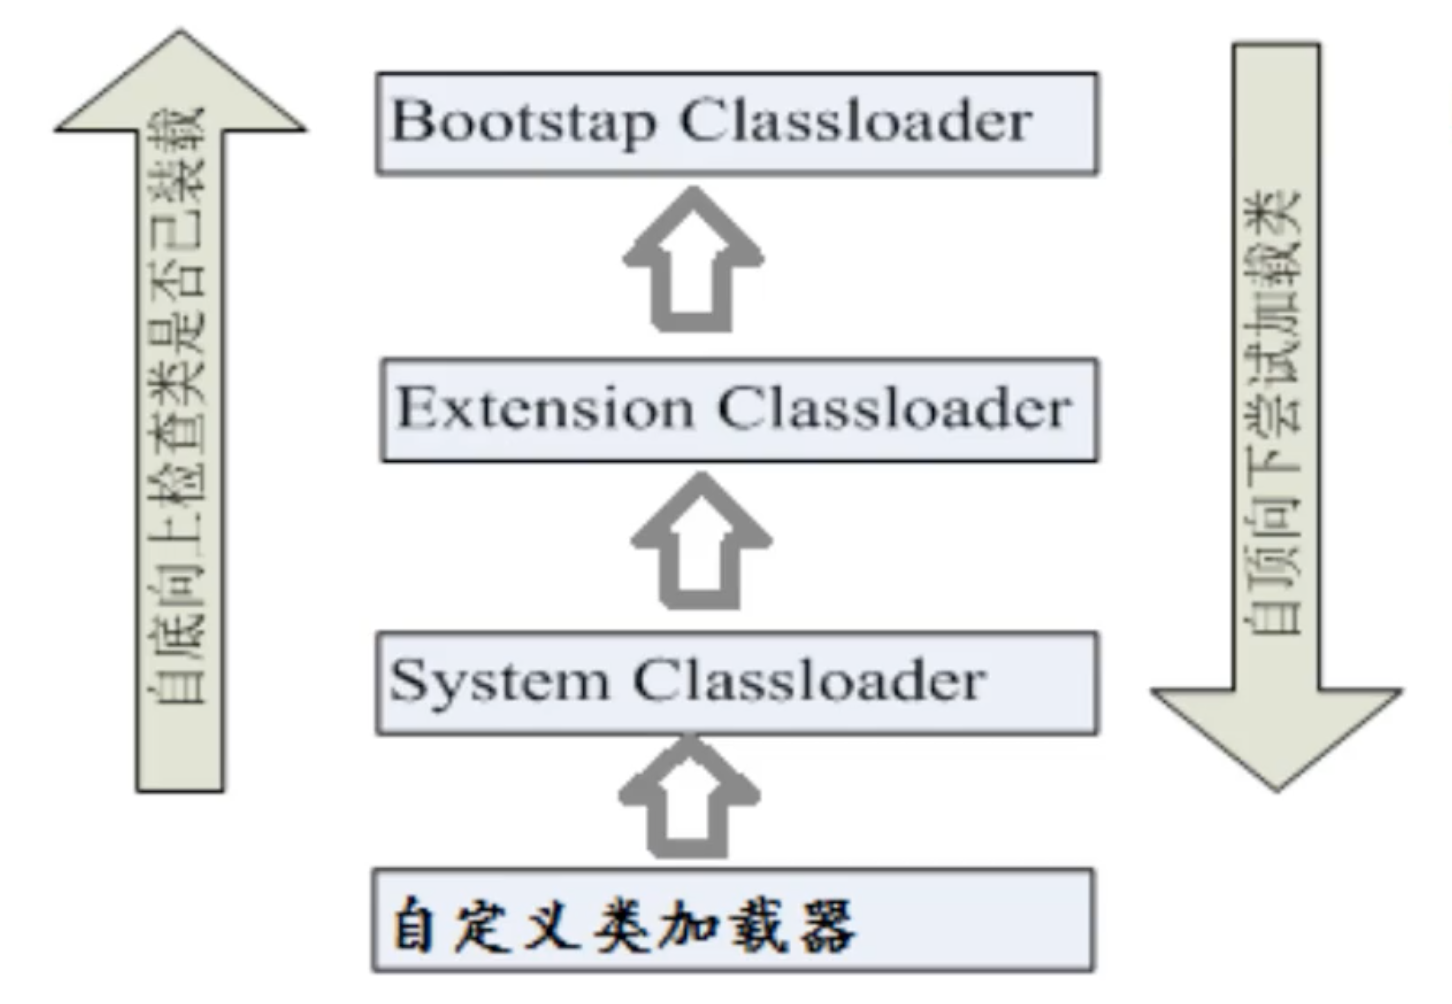 自底向上检查类是否已装载
Bootstap Classloader
Extension Classloader
System Classloader
自定义类加载器
自顶向下尝试加载类